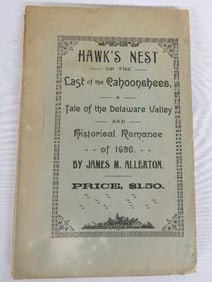 HAWK'S NEST
OR THE
Last of the Cahoonshees.
A
Tale of the Delaware Valley
AND
Historical Romance
of 1690.
BY JAMES M. ALLERTON.
PRICE, $1.50.